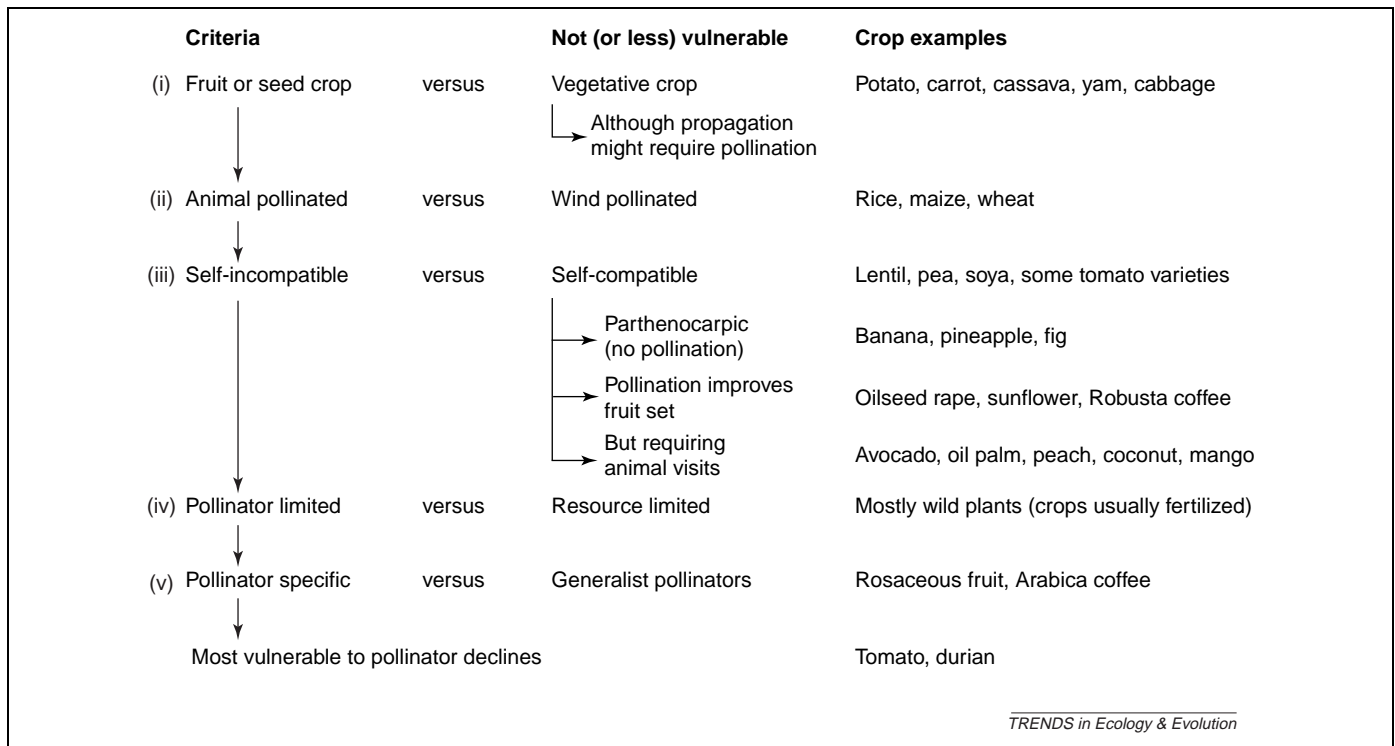 Criteria Not (or less) vulnerable Crop examples
(i) Fruit or seed crop versus Vegetative crop Potato, carrot, cassava, yam, cabbage
Although propagation
might require pollination
(ii) Animal pollinated versus Wind pollinated Rice, maize, wheat
(iii) Self-incompatible versus Self-compatible Lentil, pea, soya, some tomato varieties
Parthenocarpic
(no pollination) Banana, pineapple, fig
Pollination improves
fruit set Oilseed rape, sunflower, Robusta coffee
But requiring
animal visits Avocado, oil palm, peach, coconut, mango
(iv) Pollinator limited versus Resource limited Mostly wild plants (crops usually fertilized)
(v) Pollinator specific versus Generalist pollinators Rosaceous fruit, Arabica coffee
Most vulnerable to pollinator declines Tomato, durian
TRENDS in Ecology & Evolution